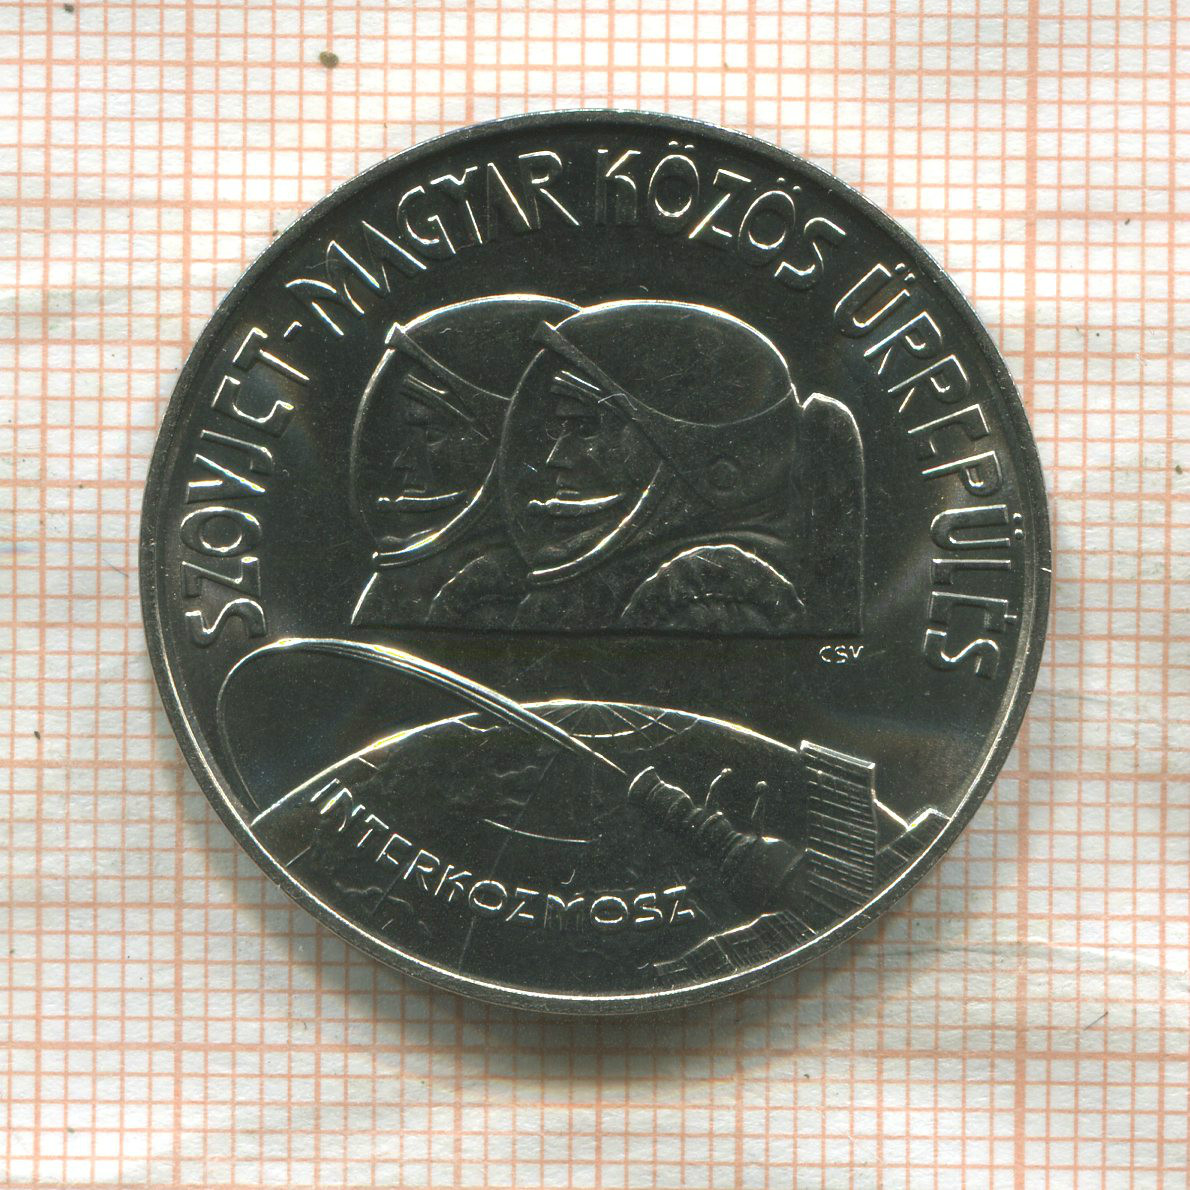 SZOVJET-MAGYAR KÖZÖS ŰRREPÜLÉS
CSV
INTERKOZMOSZ